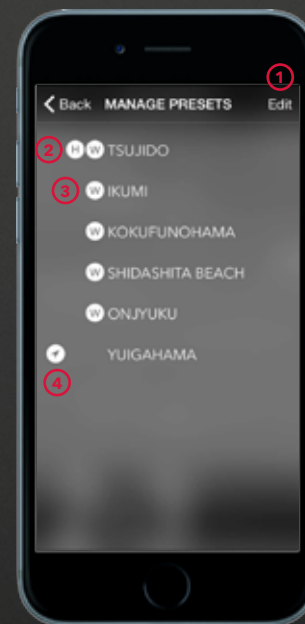 1
Back MANAGE PRESETS Edit
2 H W TSUJIDO
3 W IKUMI
W KOKUFUNOHAMA
W SHIDASHITA BEACH
W ONJYUKU
YUIGAHAMA
4